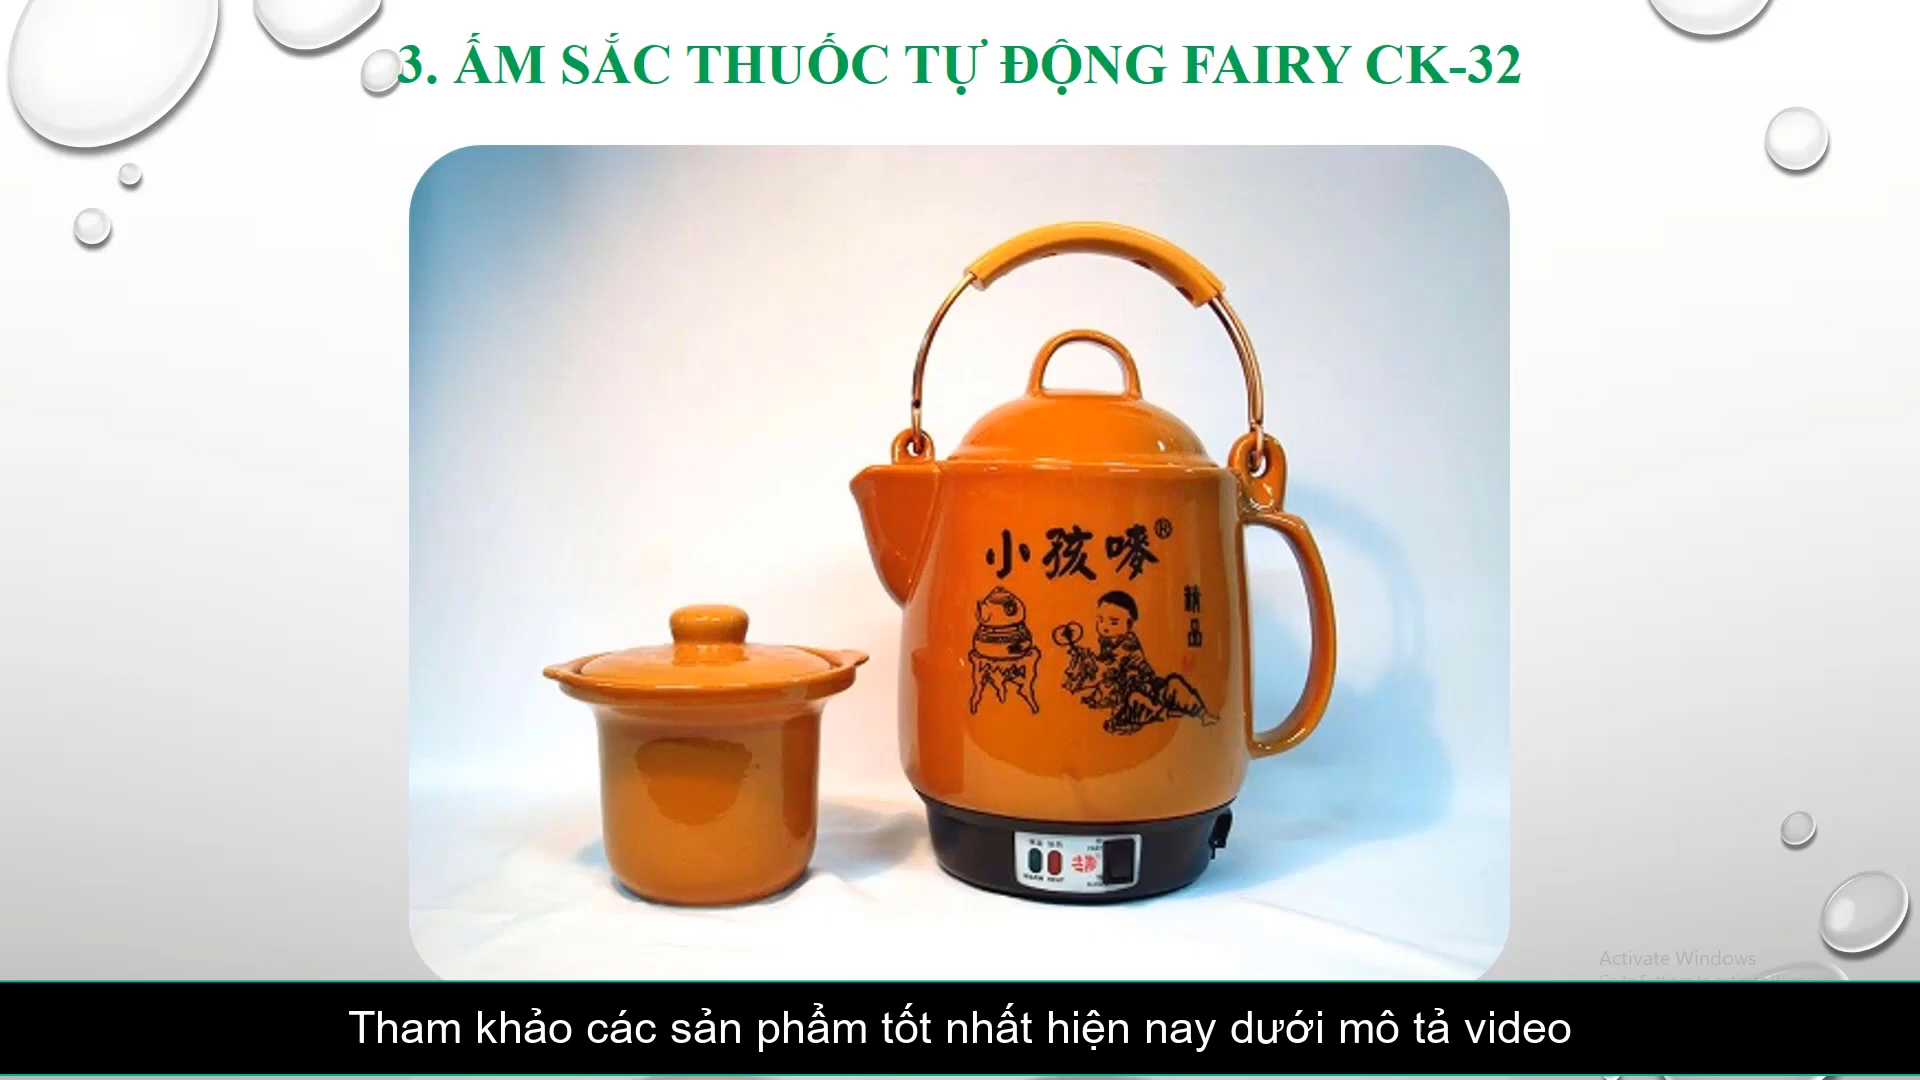 3. ẤM SẮC THUỐC TỰ ĐỘNG FAIRY CK-32
小孩嘜®
精品
Activate Windows
Tham khảo các sản phẩm tốt nhất hiện nay dưới mô tả video